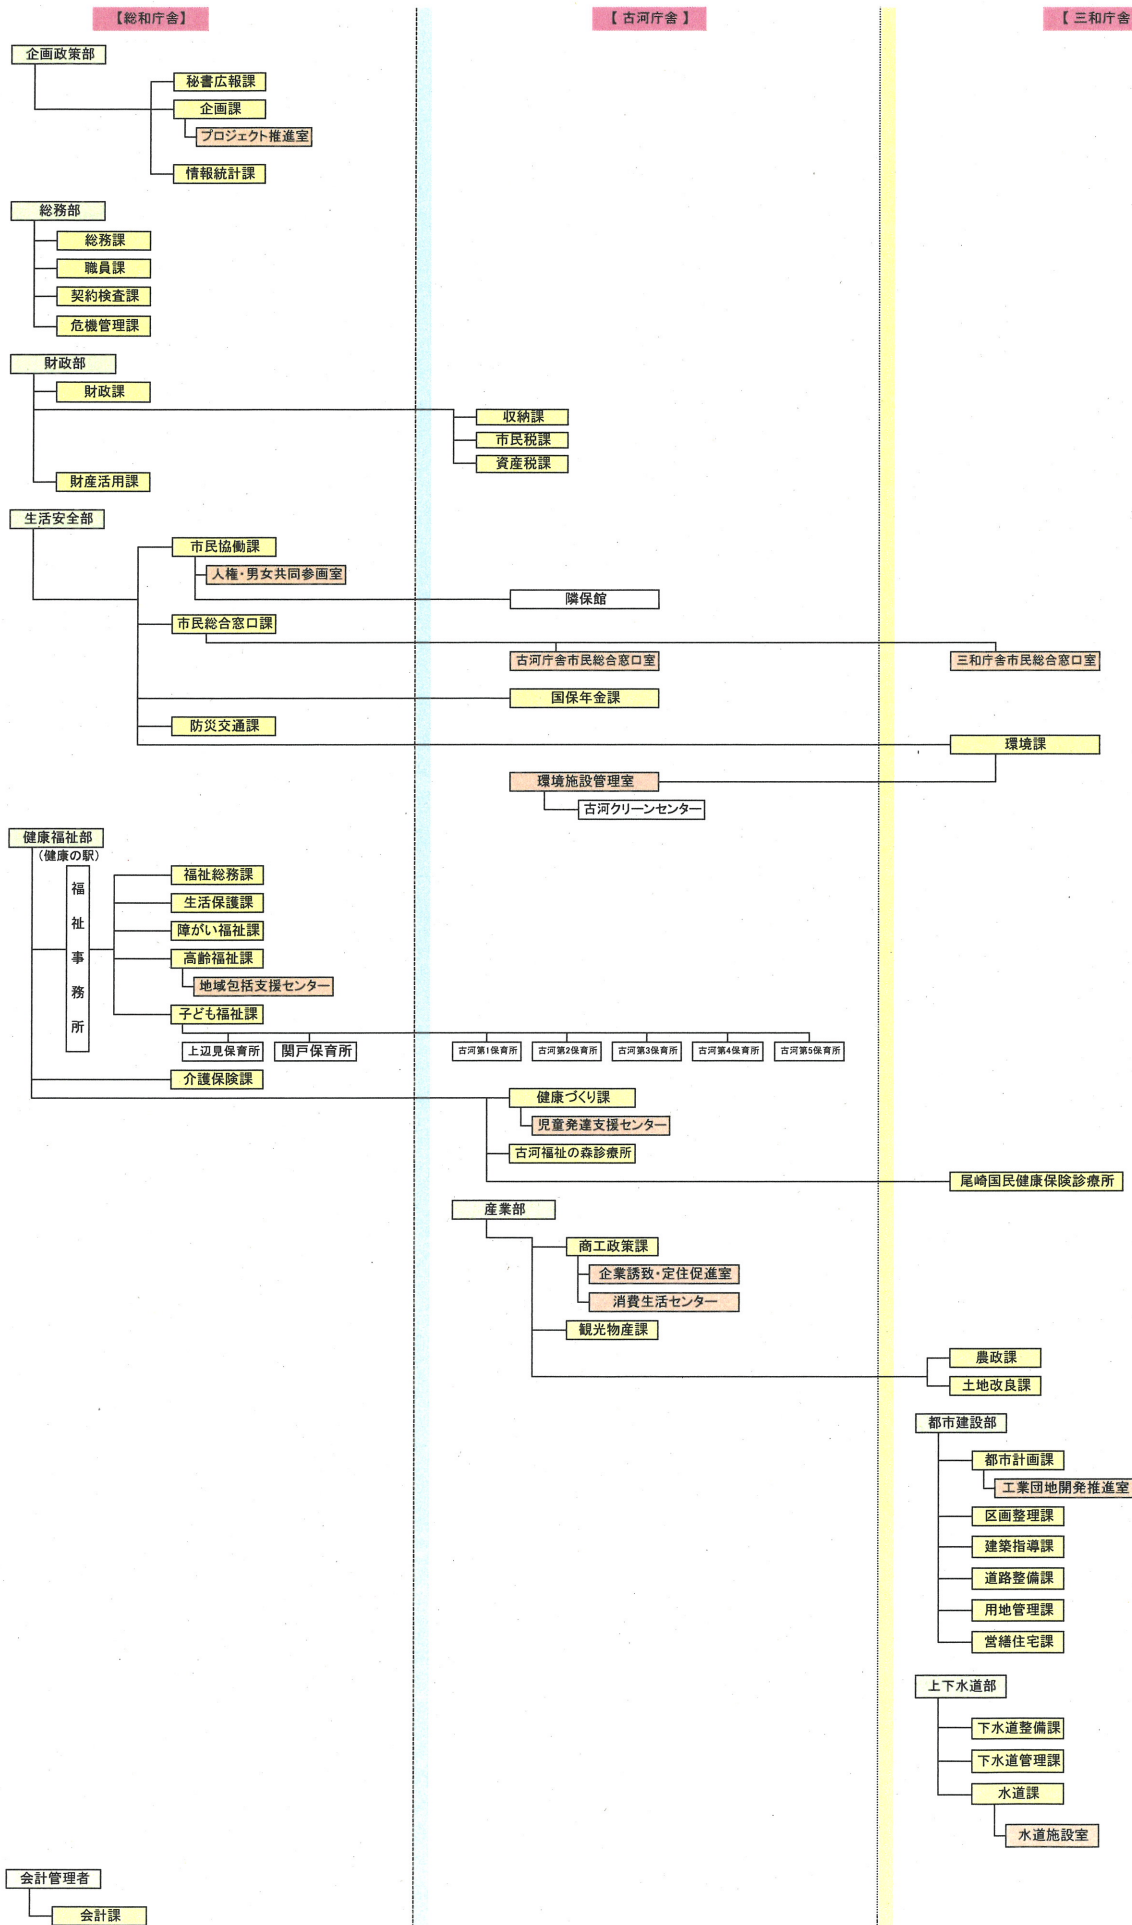 【総和庁舎】
【 古河庁舎 】
【 三和庁舎
企画政策部
秘書広報課
企画課
プロジェクト推進室
情報統計課
総務部
総務課
職員課
契約検査課
危機管理課
財政部
財政課
収納課
市民税課
資産税課
財産活用課
生活安全部
市民協働課
人権・男女共同参画室
隣保館
市民総合窓口課
古河庁舎市民総合窓口室
三和庁舎市民総合窓口室
国保年金課
防災交通課
環境課
環境施設管理室
古河クリーンセンター
健康福祉部
(健康の駅)
福祉事務所
福祉総務課
生活保護課
障がい福祉課
高齢福祉課
地域包括支援センター
子ども福祉課
上辺見保育所
関戸保育所
古河第1保育所
古河第2保育所
古河第3保育所
古河第4保育所
古河第5保育所
介護保険課
健康づくり課
児童発達支援センター
古河福祉の森診療所
尾崎国民健康保険診療所
産業部
商工政策課
企業誘致・定住促進室
消費生活センター
観光物産課
農政課
土地改良課
都市建設部
都市計画課
工業団地開発推進室
区画整理課
建築指導課
道路整備課
用地管理課
営繕住宅課
上下水道部
下水道整備課
下水道管理課
水道課
水道施設室
会計管理者
会計課